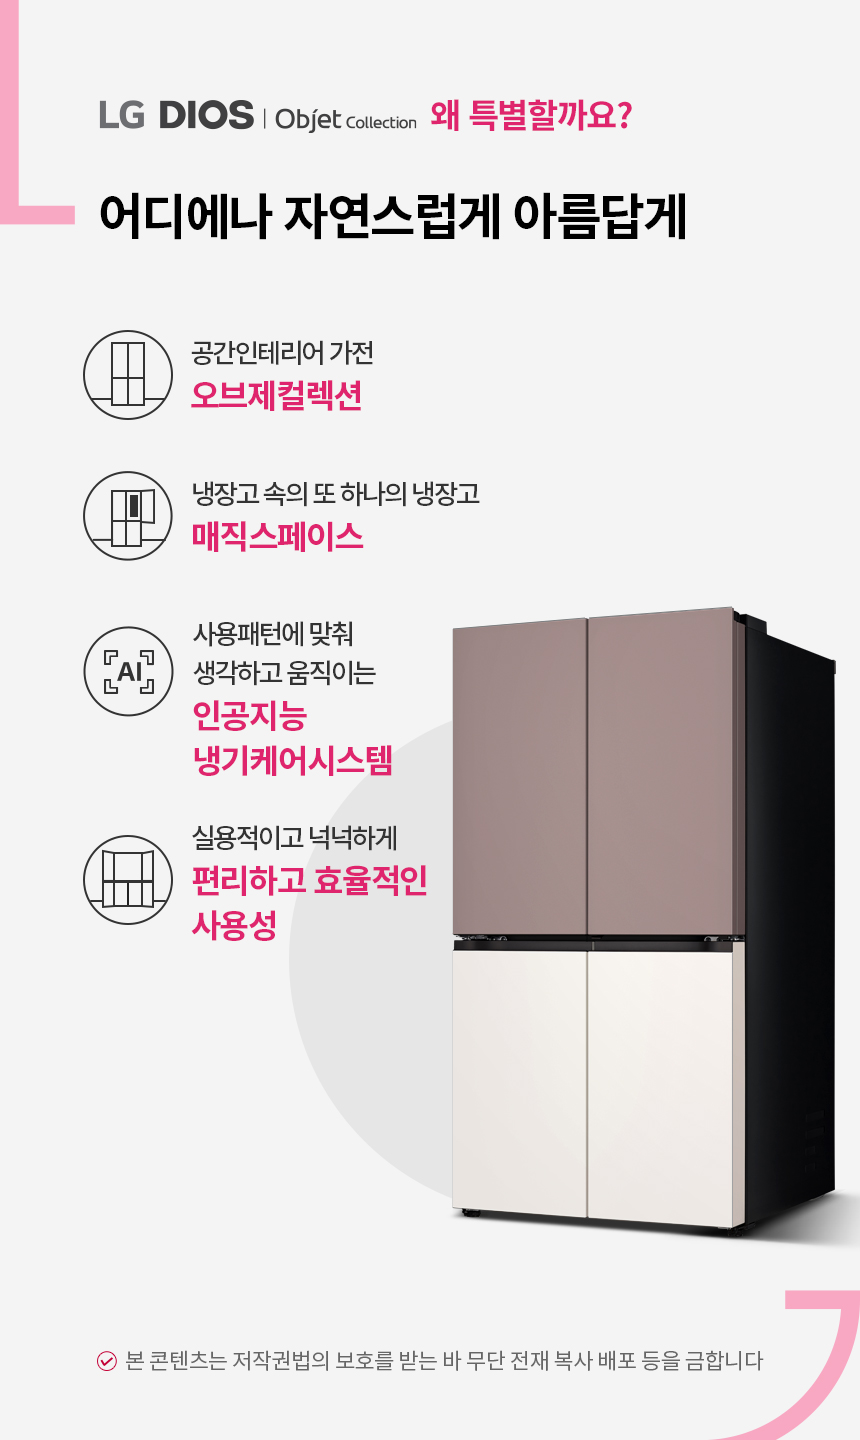 LG DIOS | Objet Collection 왜 특별할까요?
어디에나 자연스럽게 아름답게
공간인테리어 가전
오브제컬렉션
냉장고 속의 또 하나의 냉장고
매직스페이스
AI
사용패턴에 맞춰
생각하고 움직이는
인공지능
냉기케어시스템
실용적이고 넉넉하게
편리하고 효율적인
사용성
본 콘텐츠는 저작권법의 보호를 받는 바 무단 전재 복사 배포 등을 금합니다